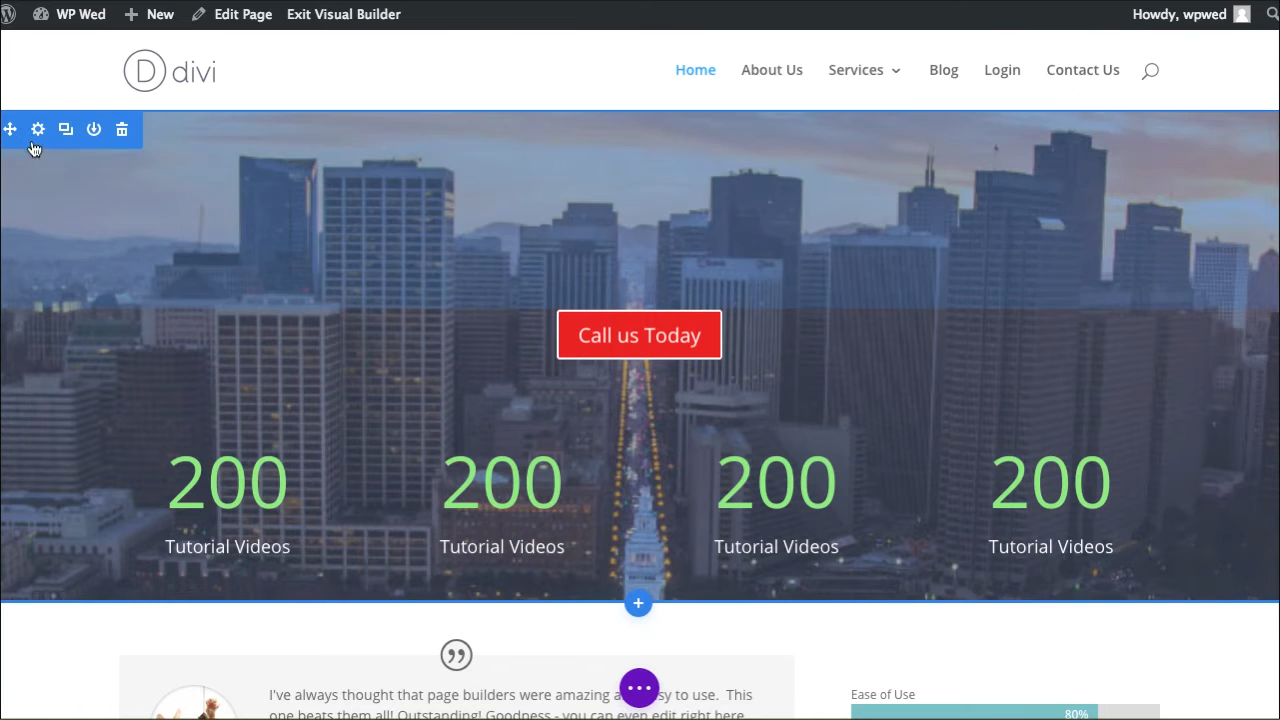 WP Wed New Edit Page Exit Visual Builder Howdy, wpwed
D divi Home About Us Services Blog Login Contact Us
Call us Today
200 200 200 200
Tutorial Videos Tutorial Videos Tutorial Videos Tutorial Videos
I've always thought that page builders were amazing to use. This
one beats them all! Outstanding! Goodness - you can even edit right here
Ease of Use
80%